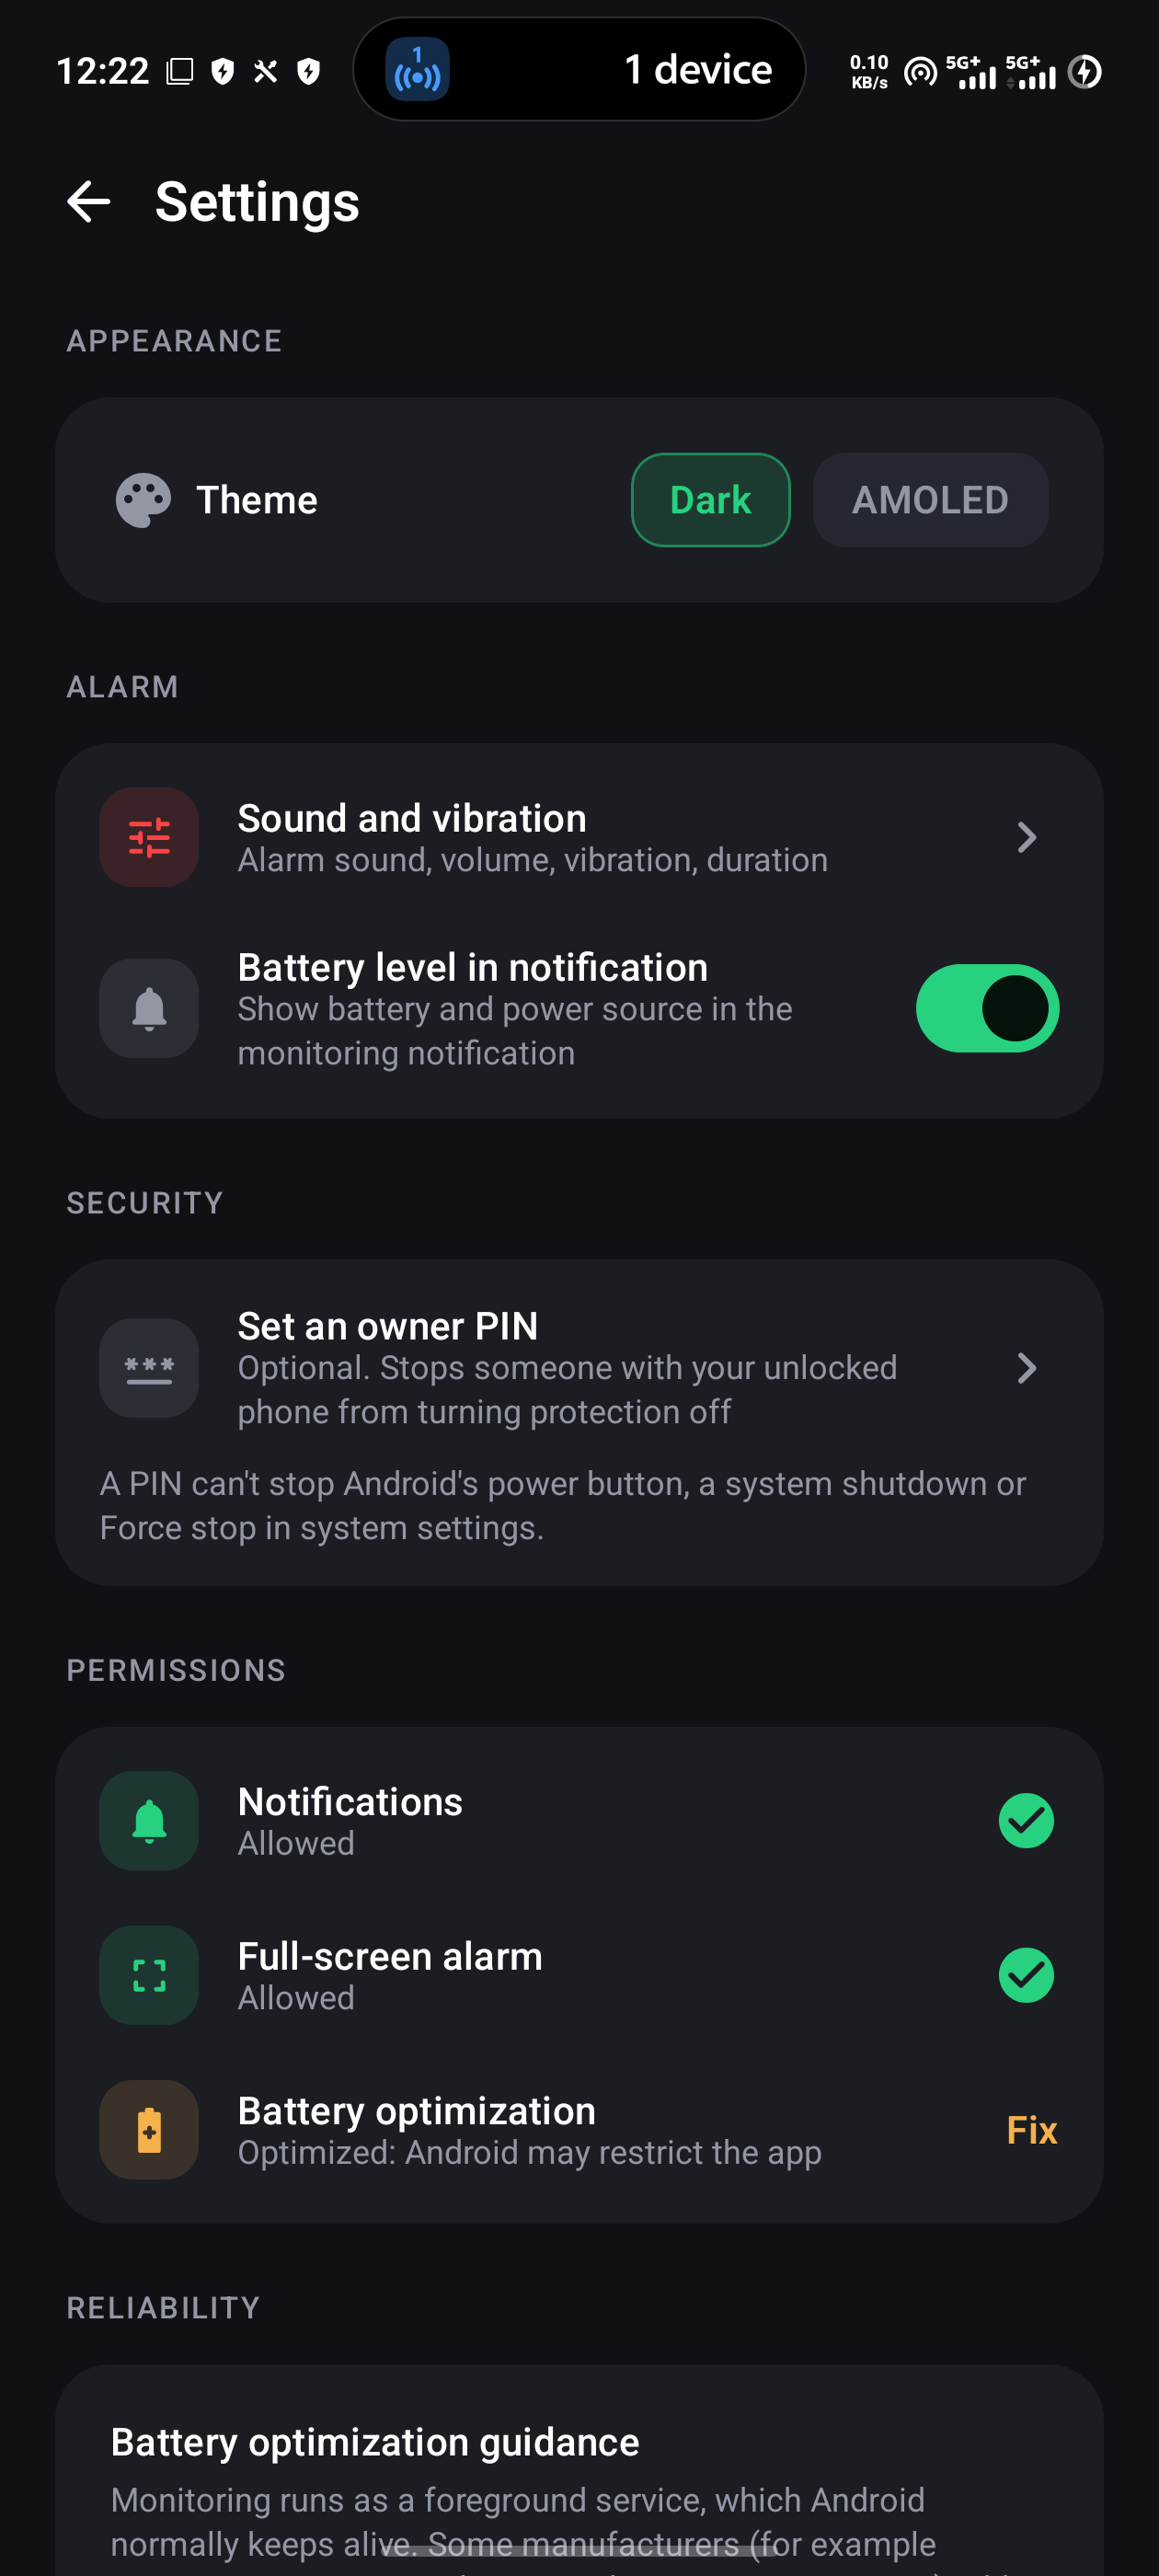 12:22
1
1 device
0.10
KB/s
5G+
5G+
Settings
APPEARANCE
Theme
Dark
AMOLED
ALARM
Sound and vibration
Alarm sound, volume, vibration, duration
Battery level in notification
Show battery and power source in the
monitoring notification
SECURITY
***
Set an owner PIN
Optional. Stops someone with your unlocked
phone from turning protection off
A PIN can't stop Android's power button, a system shutdown or
Force stop in system settings.
PERMISSIONS
Notifications
Allowed
Full-screen alarm
Allowed
Battery optimization
Optimized: Android may restrict the app
Fix
RELIABILITY
Battery optimization guidance
Monitoring runs as a foreground service, which Android
normally keeps alive. Some manufacturers (for example